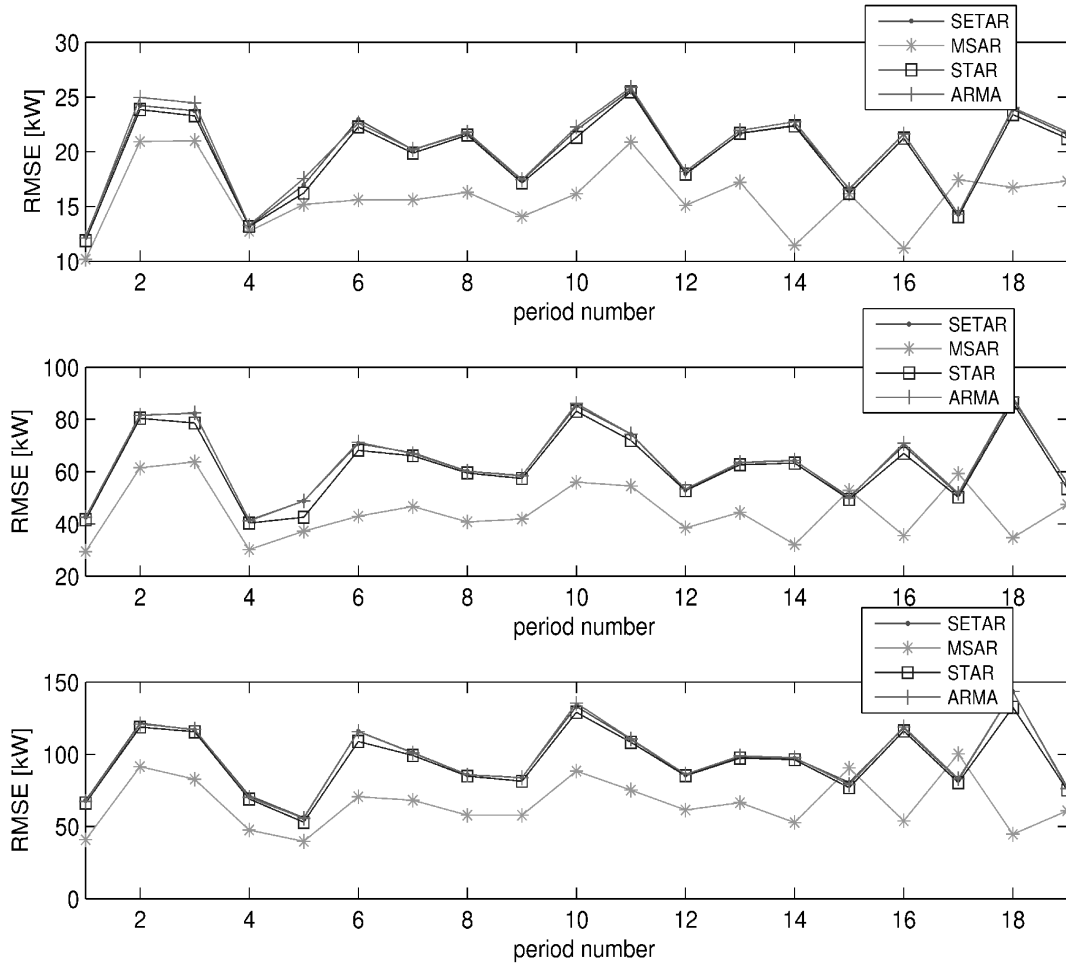 SETAR
MSAR
STAR
ARMA
RMSE [kW]
30
25
20
15
10
2 4 6 8 10 12 14 16 18
period number
SETAR
MSAR
STAR
ARMA
RMSE [kW]
100
80
60
40
20
2 4 6 8 10 12 14 16 18
period number
SETAR
MSAR
STAR
ARMA
RMSE [kW]
150
100
50
0
2 4 6 8 10 12 14 16 18
period number